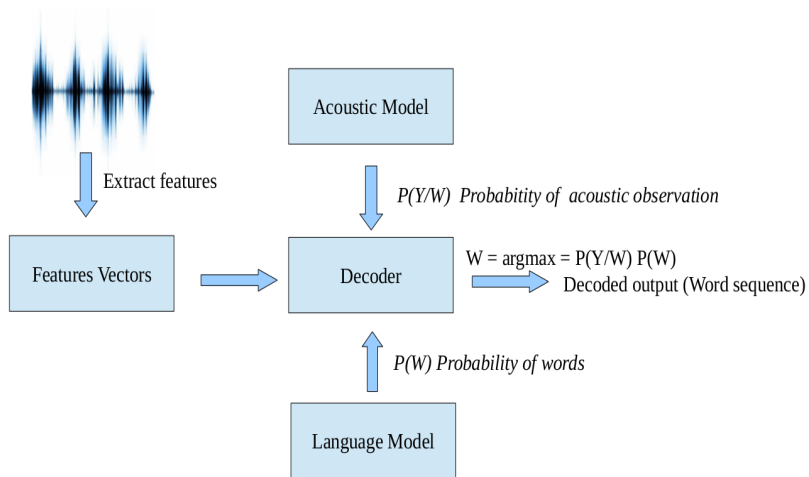 Acoustic Model
Extract features
P(Y/W) Probabitity of acoustic observation
Features Vectors
Decoder
W = argmax = P(Y/W) P(W)
Decoded output (Word sequence)
P(W) Probability of words
Language Model